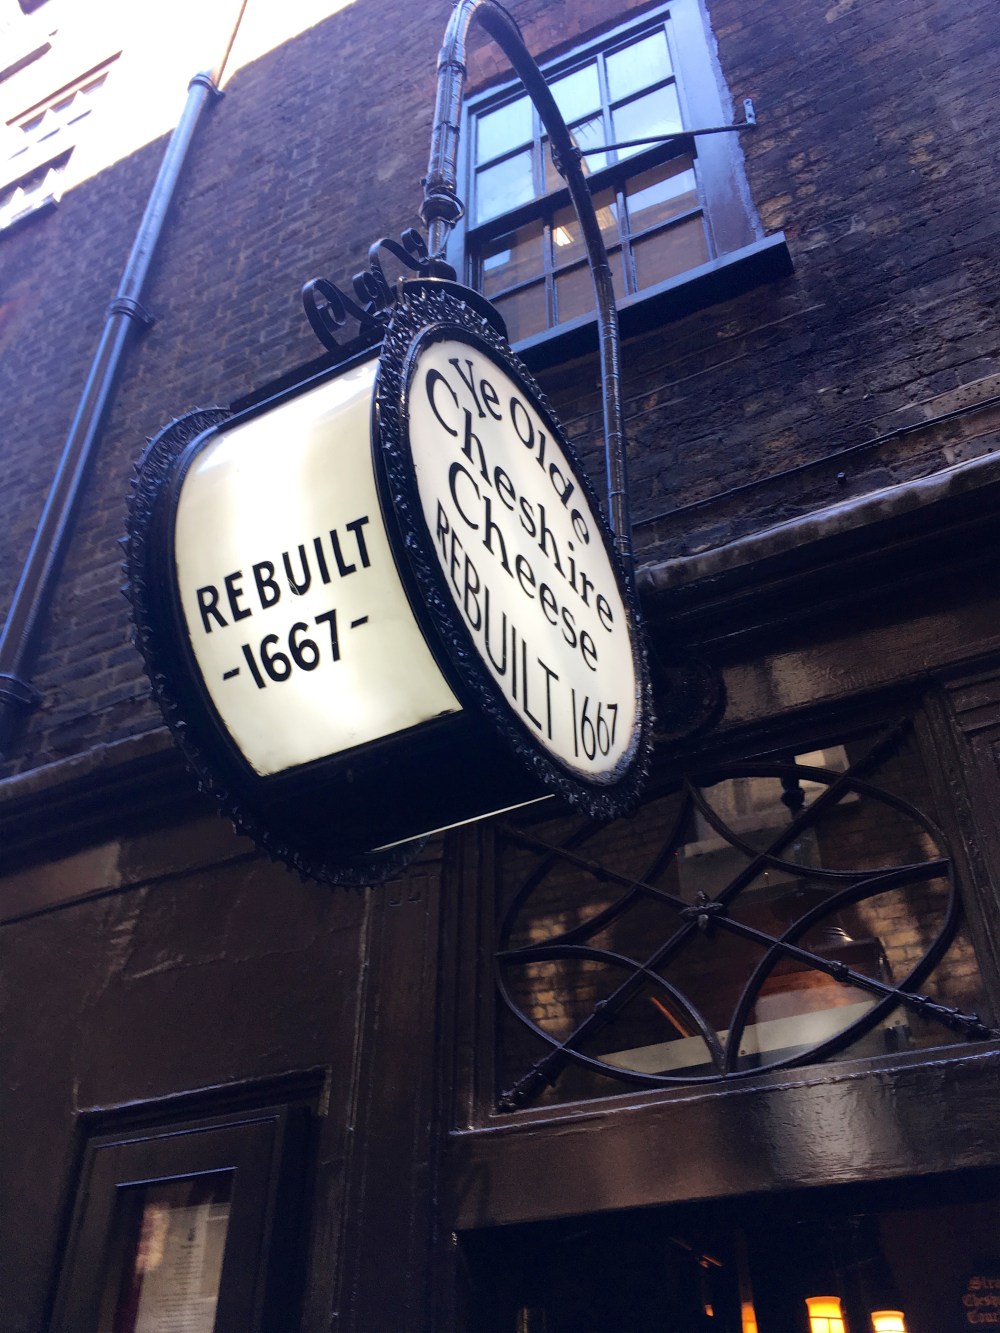 REBUILT
-1667-
Ye Olde
Cheshire
Cheese
REBUILT 1667